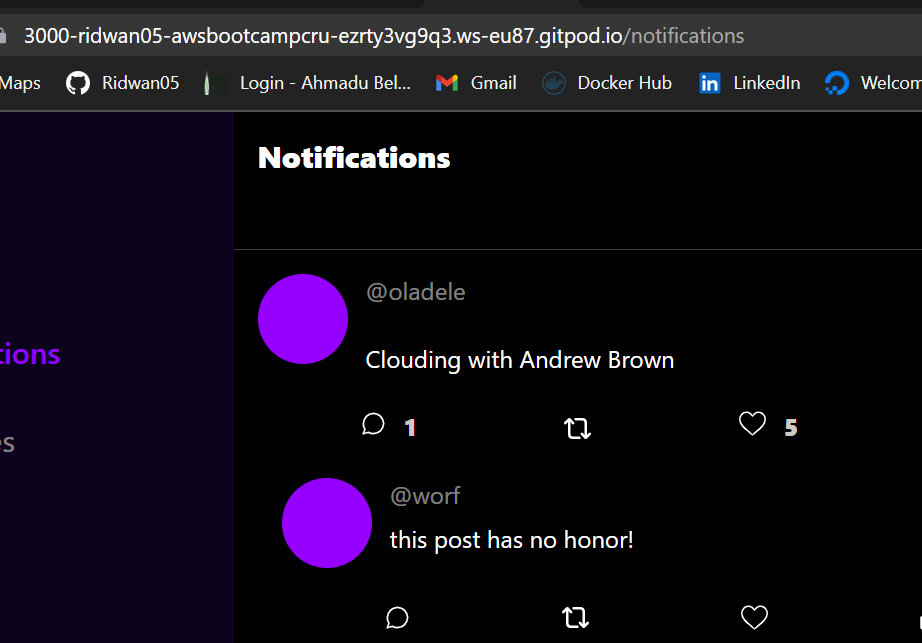 3000-ridwan05-awsbootcampcru-ezrty3vg9q3.ws-eu87.gitpod.io/notifications
Maps Ridwan05 Login - Ahmadu Bel... Gmail Docker Hub LinkedIn Welcom
Notifications
@oladele
tions
Clouding with Andrew Brown
1 5
es
@worf
this post has no honor!